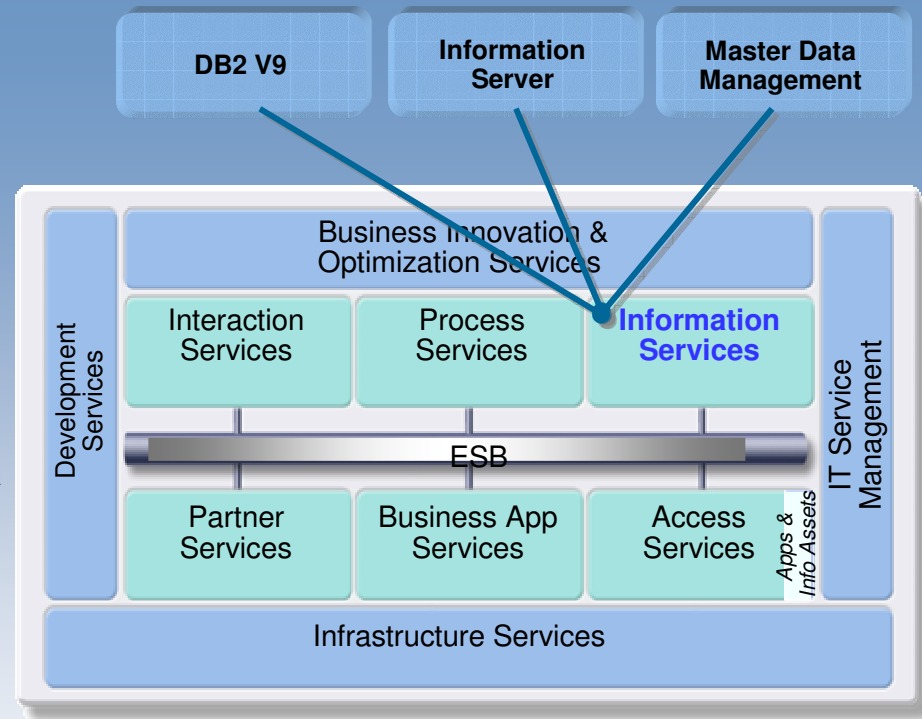 DB2 V9
Information
Server
Master Data
Management
Business Innovation &
Optimization Services
Development
Services
Interaction
Services
Process
Services
Information
Services
IT Service
Management
ESB
Partner
Services
Business App
Services
Access
Services
Apps &
Info Assets
Infrastructure Services